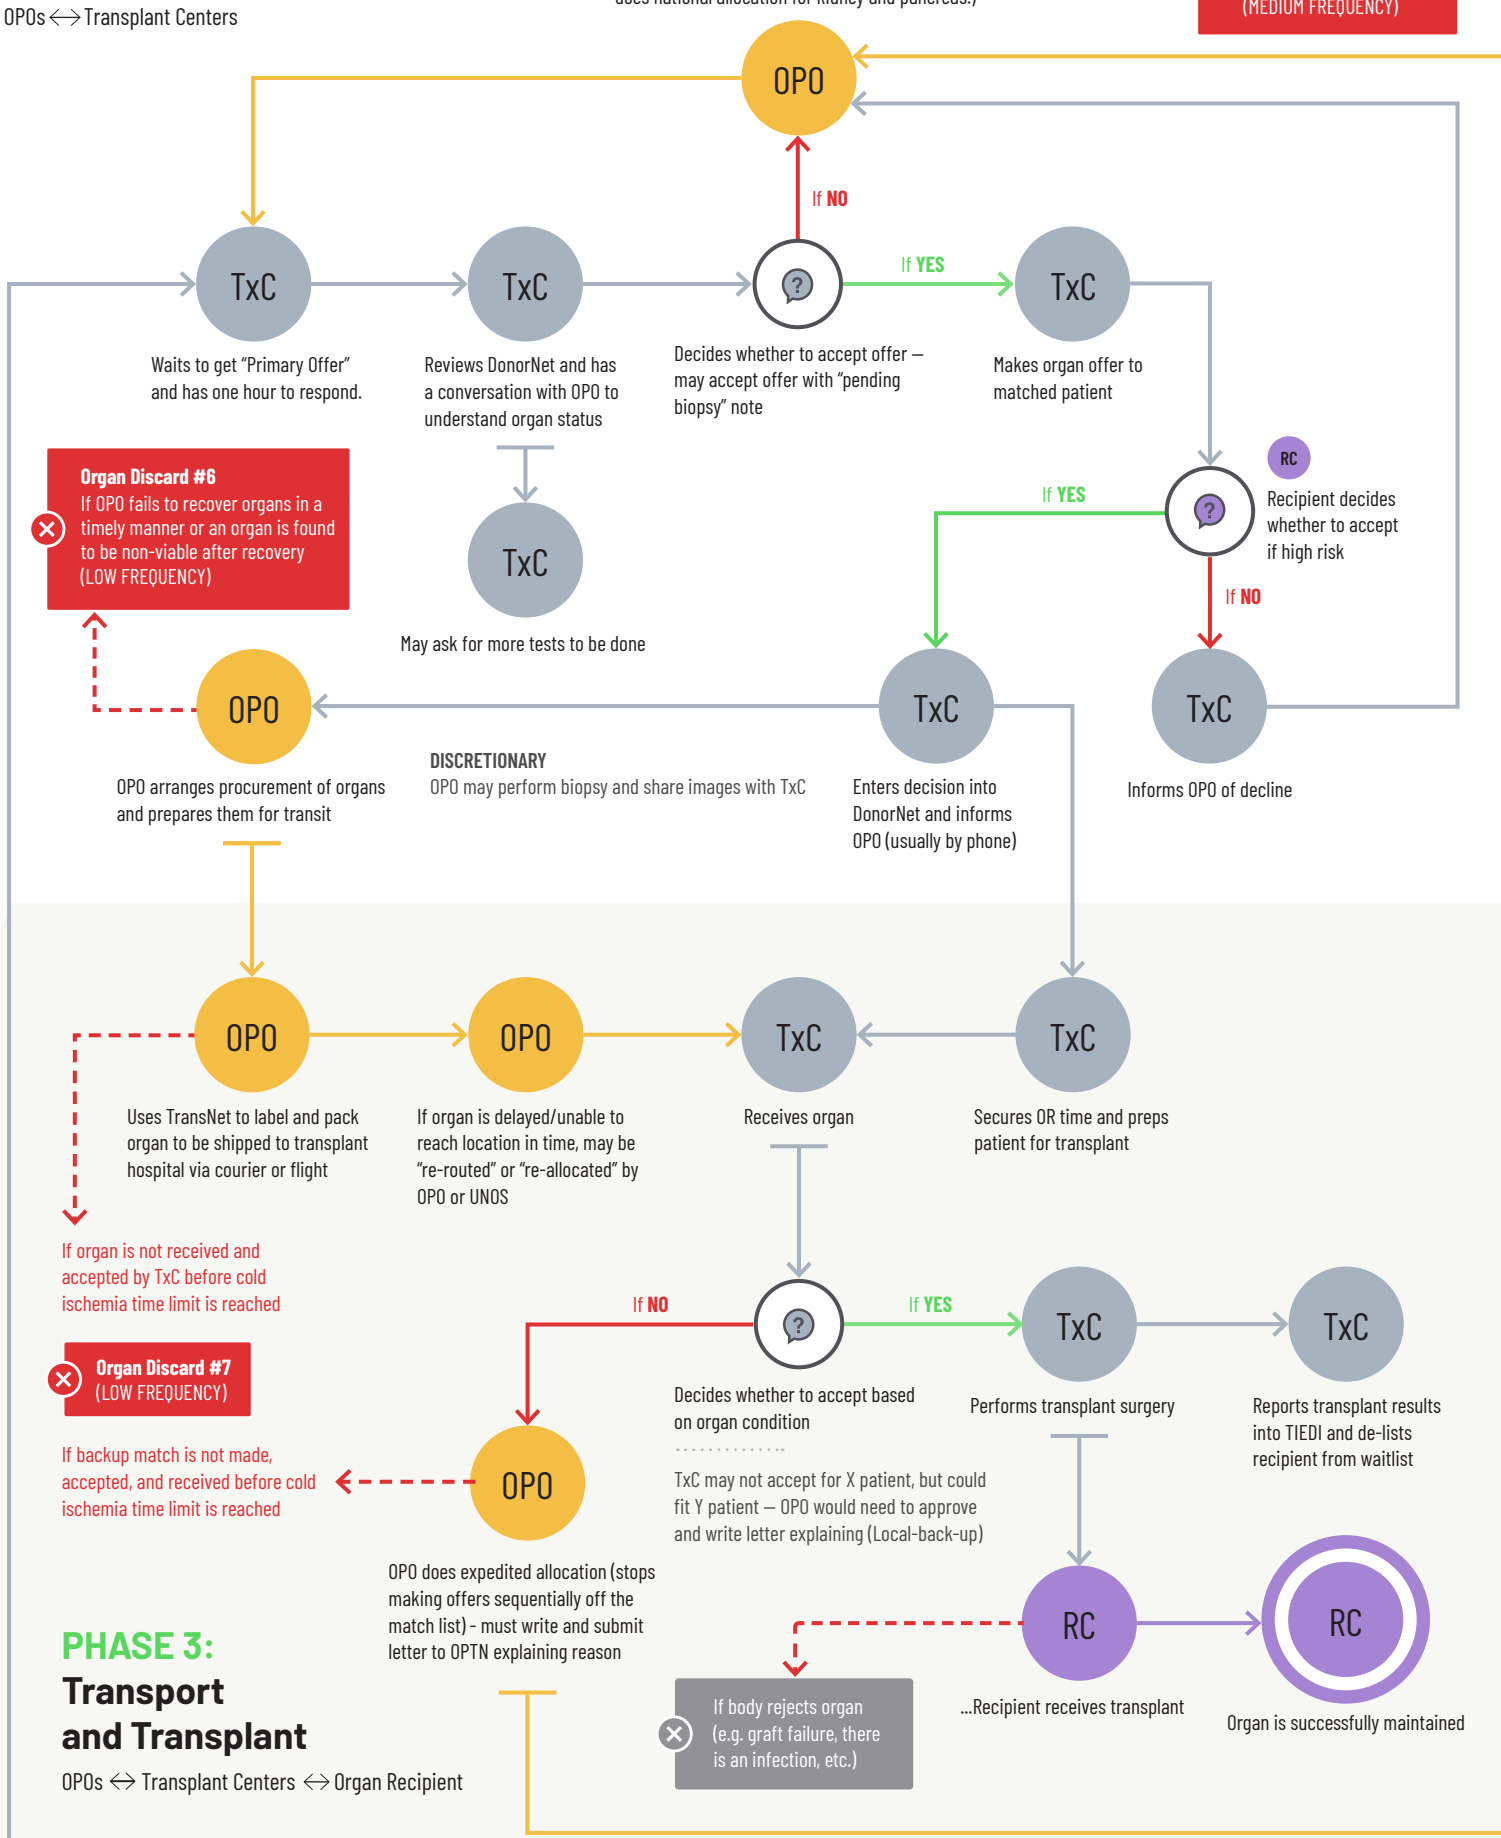 does national allocation for kidney and pancreas.)
(MEDIUM FREQUENCY)
OPOs ↔ Transplant Centers
OPO
If NO
TxC
Waits to get “Primary Offer”
and has one hour to respond.
TxC
Reviews DonorNet and has
a conversation with OPO to
understand organ status
?
Decides whether to accept offer —
may accept offer with “pending
biopsy” note
If YES
TxC
Makes organ offer to
matched patient
Organ Discard #6
If OPO fails to recover organs in a
timely manner or an organ is found
to be non-viable after recovery
(LOW FREQUENCY)
TxC
May ask for more tests to be done
If YES
?
RC
Recipient decides
whether to accept
if high risk
If NO
OPO
OPO arranges procurement of organs
and prepares them for transit
DISCRETIONARY
OPO may perform biopsy and share images with TxC
TxC
Enters decision into
DonorNet and informs
OPO (usually by phone)
TxC
Informs OPO of decline
OPO
Uses TransNet to label and pack
organ to be shipped to transplant
hospital via courier or flight
OPO
If organ is delayed/unable to
reach location in time, may be
“re-routed” or “re-allocated” by
OPO or UNOS
TxC
Receives organ
TxC
Secures OR time and preps
patient for transplant
If organ is not received and
accepted by TxC before cold
ischemia time limit is reached
Organ Discard #7
(LOW FREQUENCY)
If backup match is not made,
accepted, and received before cold
ischemia time limit is reached
If NO
?
If YES
Decides whether to accept based
on organ condition
TxC may not accept for X patient, but could
fit Y patient — OPO would need to approve
and write letter explaining (Local-back-up)
TxC
Performs transplant surgery
TxC
Reports transplant results
into TIEDI and de-lists
recipient from waitlist
OPO
OPO does expedited allocation (stops
making offers sequentially off the
match list) - must write and submit
letter to OPTN explaining reason
RC
...Recipient receives transplant
RC
Organ is successfully maintained
If body rejects organ
(e.g. graft failure, there
is an infection, etc.)
PHASE 3:
Transport
and Transplant
OPOs ↔ Transplant Centers ↔ Organ Recipient